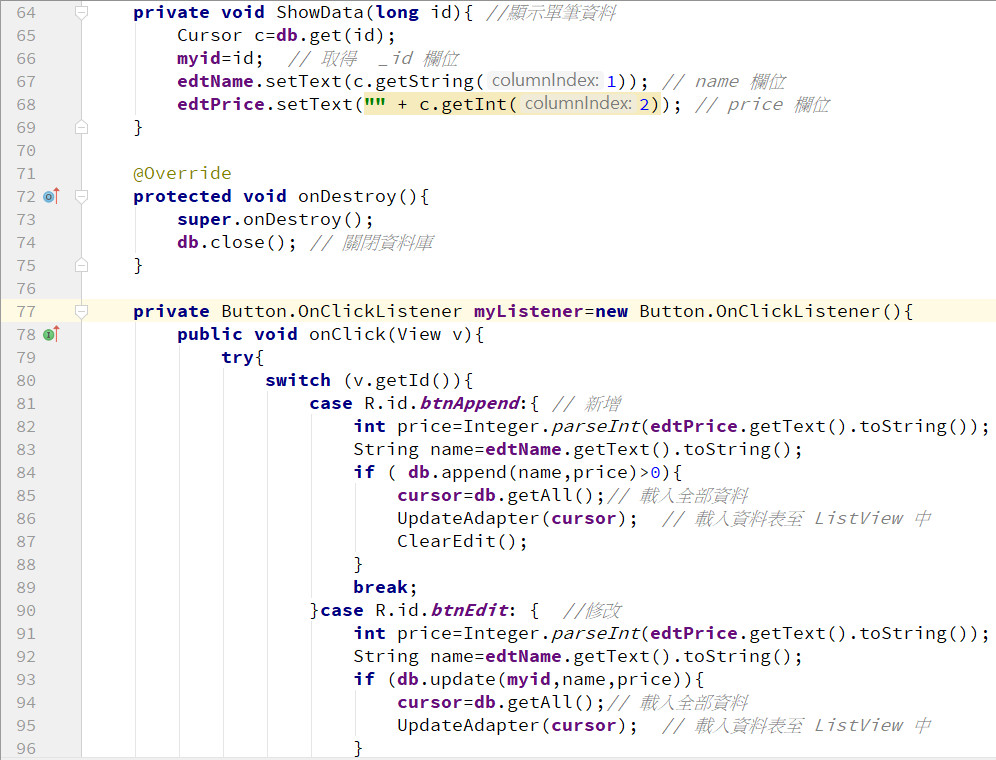 64 private void ShowData(long id){ //顯示單筆資料
65 Cursor c=db.get(id);
66 myid=id; // 取得 _id 欄位
67 edtName.setText(c.getString( columnIndex: 1)); // name 欄位
68 edtPrice.setText("" + c.getInt( columnIndex: 2)); // price 欄位
69 }
70
71 @Override
72 protected void onDestroy(){
73 super.onDestroy();
74 db.close(); // 關閉資料庫
75 }
76
77 private Button.OnClickListener myListener=new Button.OnClickListener(){
78 public void onClick(View v){
79 try{
80 switch (v.getId()){
81 case R.id.btnAppend:{ // 新增
82 int price=Integer.parseInt(edtPrice.getText().toString());
83 String name=edtName.getText().toString();
84 if ( db.append(name,price)>0){
85 cursor=db.getAll();// 載入全部資料
86 UpdateAdapter(cursor); // 載入資料表至 ListView 中
87 ClearEdit();
88 }
89 break;
90 }case R.id.btnEdit: { //修改
91 int price=Integer.parseInt(edtPrice.getText().toString());
92 String name=edtName.getText().toString();
93 if (db.update(myid,name,price)){
94 cursor=db.getAll();// 載入全部資料
95 UpdateAdapter(cursor); // 載入資料表至 ListView 中
96 }